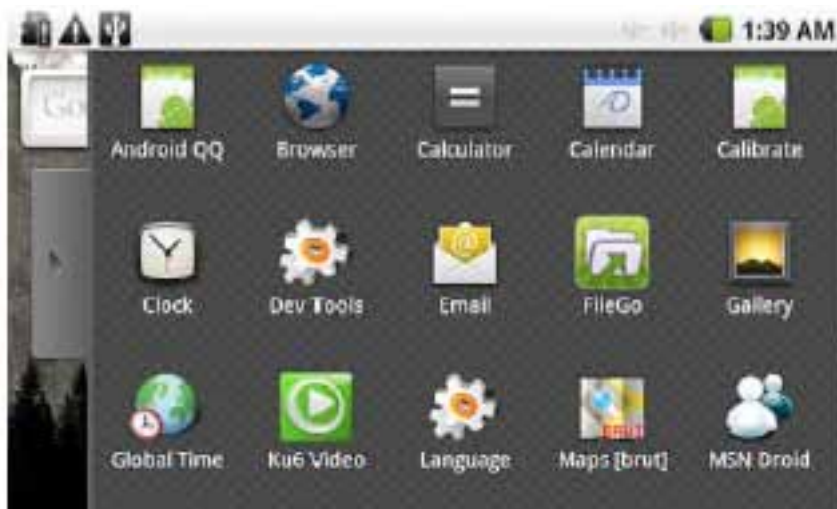 1:39 AM
Goo
Android QQ Browser Calculator Calendar Calibrate
Clock Dev Tools Email FileGo Gallery
Global Time Ku6 Video Language Maps [brut] MSN Droid